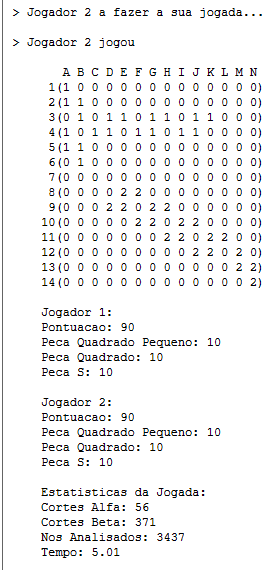 > Jogador 2 a fazer a sua jogada...
> Jogador 2 jogou
A B C D E F G H I J K L M N
1(1 0 0 0 0 0 0 0 0 0 0 0 0 0)
2(1 1 0 0 0 0 0 0 0 0 0 0 0 0)
3(0 1 0 1 1 0 1 1 0 1 1 0 0 0)
4(1 0 1 1 0 1 1 0 1 1 0 0 0 0)
5(1 1 0 0 0 0 0 0 0 0 0 0 0 0)
6(0 1 0 0 0 0 0 0 0 0 0 0 0 0)
7(0 0 0 0 0 0 0 0 0 0 0 0 0 0)
8(0 0 0 0 2 2 0 0 0 0 0 0 0 0)
9(0 0 0 2 2 0 2 2 0 0 0 0 0 0)
10(0 0 0 0 0 2 2 0 2 2 0 0 0 0)
11(0 0 0 0 0 0 0 2 2 0 2 2 0 0)
12(0 0 0 0 0 0 0 0 0 2 2 0 2 0)
13(0 0 0 0 0 0 0 0 0 0 0 0 2 2)
14(0 0 0 0 0 0 0 0 0 0 0 0 0 2)
Jogador 1:
Pontuacao: 90
Peca Quadrado Pequeno: 10
Peca Quadrado: 10
Peca S: 10
Jogador 2:
Pontuacao: 90
Peca Quadrado Pequeno: 10
Peca Quadrado: 10
Peca S: 10
Estatisticas da Jogada:
Cortes Alfa: 56
Cortes Beta: 371
Nos Analisados: 3437
Tempo: 5.01